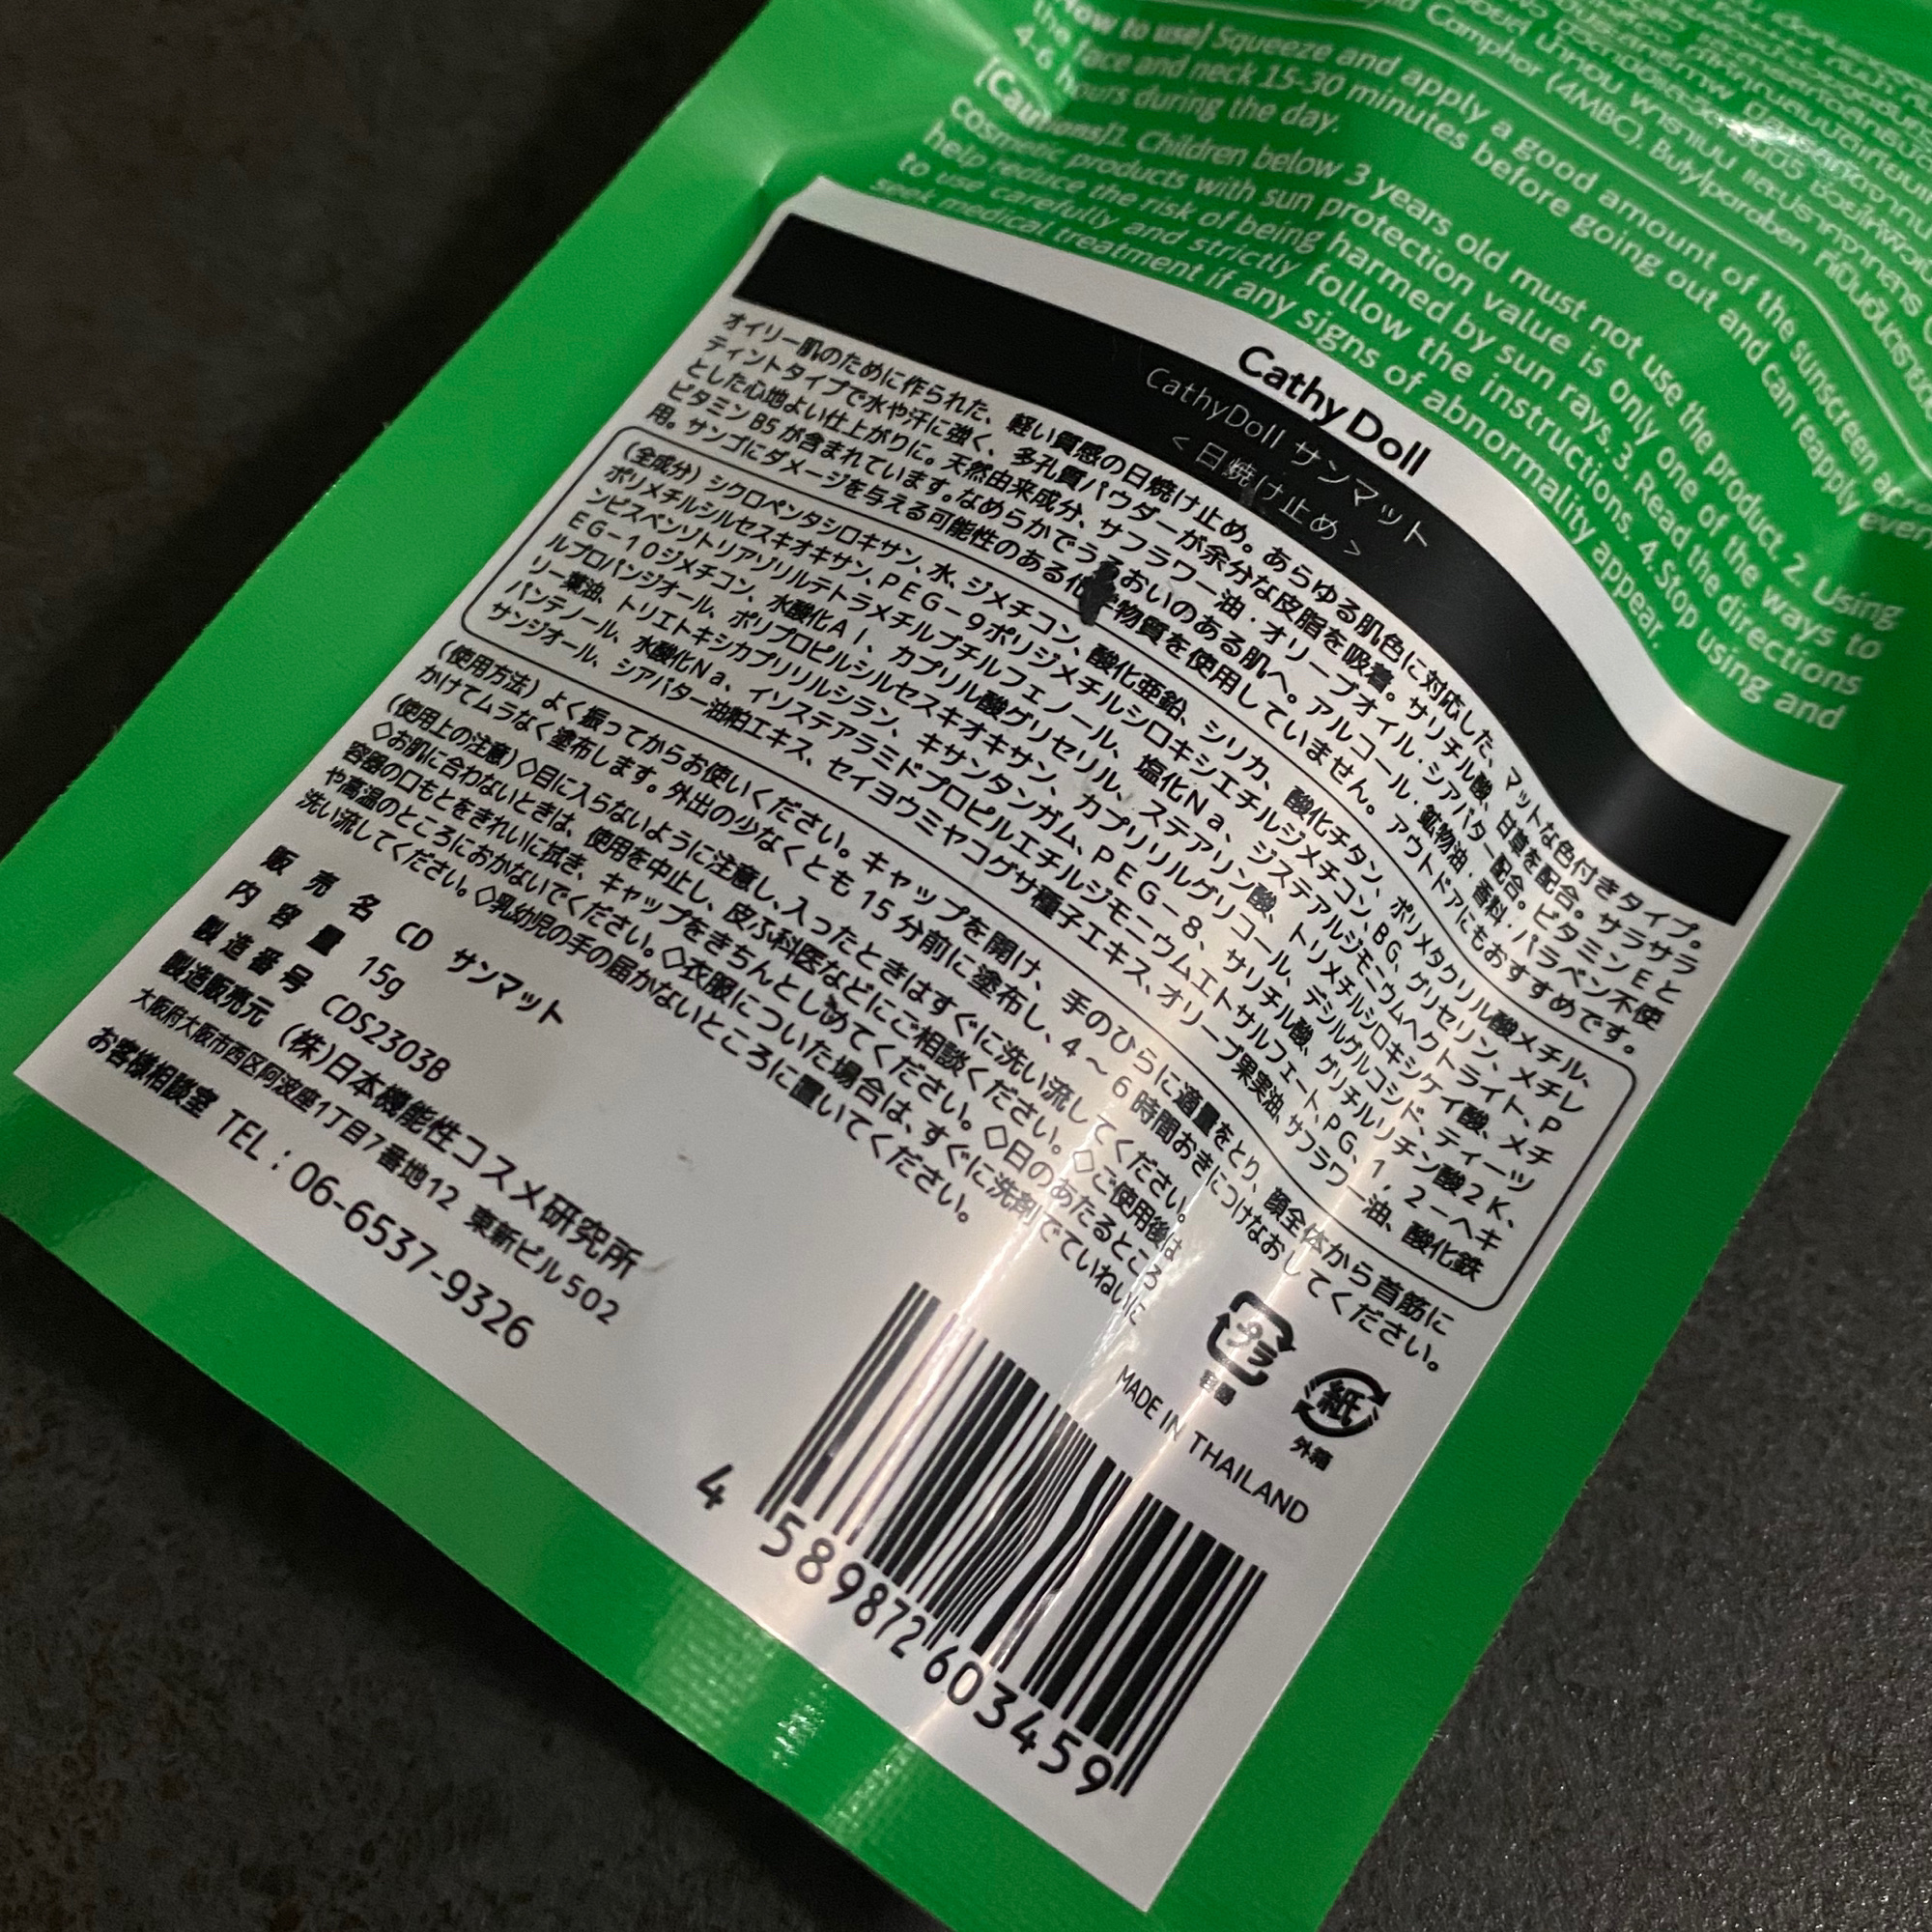 Camphor (4MBC), Butylparaben
to use] Squeeze and apply a good amount of the sunscreen
the face and neck 15-30 minutes before going out and can reapply every
4-6 hours during the day.
[Cautions]1. Children below 3 years old must not use the product. 2. Using
cosmetic products with sun protection value is only one of the ways to
help reduce the risk of being harmed by sun rays. 3. Read the directions
to use carefully and strictly follow the instructions. 4. Stop using and
seek medical treatment if any signs of abnormality appear.
Cathy Doll
CathyDoll サンマット
<日焼け止め>
オイリー肌のために作られた、軽い質感の日焼け止め。あらゆる肌色に対応した、マットな色付きタイプ。
ティントタイプで水や汗に強く、多孔質パウダーが余分な皮脂を吸着。サリチル酸、甘草を配合。サラサラ
とした心地よい仕上がりに。天然由来成分、サフラワー油・オリーブオイル・シアバター配合。ビタミンEと
ビタミンB5が含まれています。なめらかでうるおいのある肌へ。アルコール・鉱物油・香料・パラベン不使
用。サンゴにダメージを与える可能性のある化学物質を使用していません。アウトドアにもおすすめです。
(全成分) シクロペンタシロキサン、水、ジメチコン、酸化亜鉛、シリカ、酸化チタン、ポリメタクリル酸メチル、
ポリメチルシルセスキオキサン、PEG-9ポリジメチルシロキシエチルジメチコン、BG、グリセリン、メチレ
ンビスベンゾトリアゾリルテトラメチルブチルフェノール、塩化Na、ジステアルジモニウムヘクトライト、P
EG-10ジメチコン、水酸化Al、カプリル酸グリセリル、ステアリン酸、トリメチルシロキシケイ酸、メチ
ルプロパンジオール、ポリプロピルシルセスキオキサン、カプリリルグリコール、デシルグルコシド、ティーツ
リー葉油、トリエトキシカプリリルシラン、キサンタンガム、PEG-8、サリチル酸、グリチルリチン酸2K、
パンテノール、水酸化Na、イソステアラミドプロピルエチルジモニウムエトサルフェート、PG、1,2-ヘキ
サンジオール、シアバター油粕エキス、セイヨウミヤコグサ種子エキス、オリーブ果実油、サフラワー油、酸化鉄
(使用方法) よく振ってからお使いください。キャップを開け、手のひらに適量をとり、顔全体から首筋に
かけてムラなく塗布します。外出の少なくとも15分前に塗布し、4～6時間おきにつけなおしてください。
(使用上の注意) ◇目に入らないように注意し、入ったときはすぐに洗い流してください。
◇お肌に合わないときは、使用を中止し、皮ふ科医などにご相談ください。◇ご使用後は
容器の口もとをきれいに拭き、キャップをきちんとしめてください。◇日のあたるところ
や高温のところにおかないでください。◇衣服についた場合は、すぐに洗剤でていねいに
洗い流してください。◇乳幼児の手の届かないところに置いてください。
販売名 CD サンマット
内容量 15g
製造番号 CDS2303B
製造販売元 (株)日本機能性コスメ研究所
大阪府大阪市西区阿波座1丁目7番地12 東新ビル502
お客様相談室 TEL:06-6537-9326
プラ
容器
紙
外箱
MADE IN THAILAND
4 589872 603459